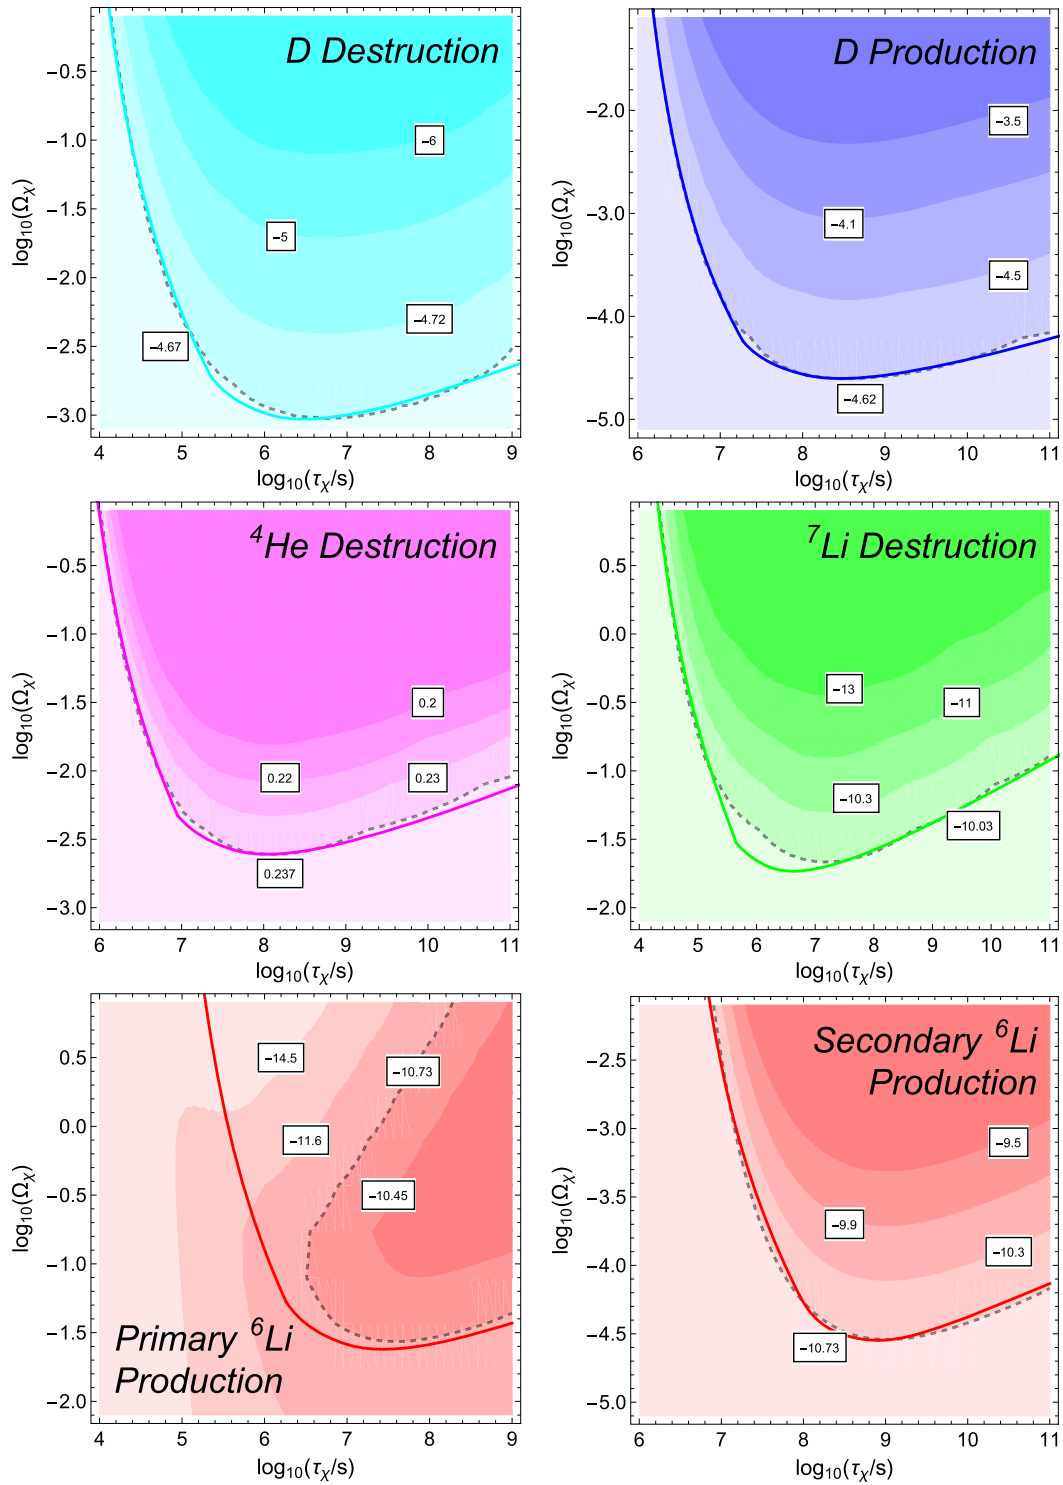 D Destruction
−0.5
−1.0
−1.5
−2.0
−2.5
−3.0
log10(Ωχ)
−6
−5
−4.72
−4.67
4 5 6 7 8 9
log10(τχ/s)
D Production
−2.0
−3.0
−4.0
−5.0
log10(Ωχ)
−3.5
−4.1
−4.5
−4.62
6 7 8 9 10 11
log10(τχ/s)
4He Destruction
−0.5
−1.0
−1.5
−2.0
−2.5
−3.0
log10(Ωχ)
0.2
0.22
0.23
0.237
6 7 8 9 10 11
log10(τχ/s)
7Li Destruction
0.5
0.0
−0.5
−1.0
−1.5
−2.0
log10(Ωχ)
−13
−11
−10.3
−10.03
4 5 6 7 8 9 10 11
log10(τχ/s)
0.5
0.0
−0.5
−1.0
−1.5
−2.0
log10(Ωχ)
−14.5
−10.73
−11.6
−10.45
Primary 6Li
Production
4 5 6 7 8 9
log10(τχ/s)
Secondary 6Li
Production
−2.5
−3.0
−3.5
−4.0
−4.5
−5.0
log10(Ωχ)
−9.5
−9.9
−10.3
−10.73
6 7 8 9 10 11
log10(τχ/s)